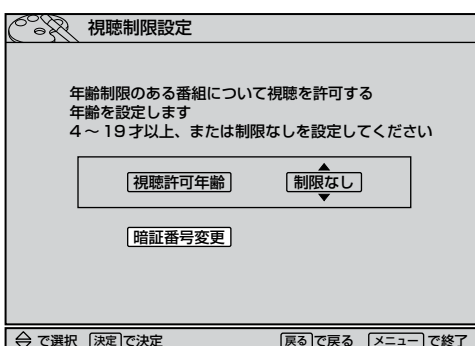 視聴制限設定
年齢制限のある番組について視聴を許可する
年齢を設定します
4～19才以上、または制限なしを設定してください
視聴許可年齢 制限なし
暗証番号変更
で選択 決定で決定 戻るで戻る メニューで終了